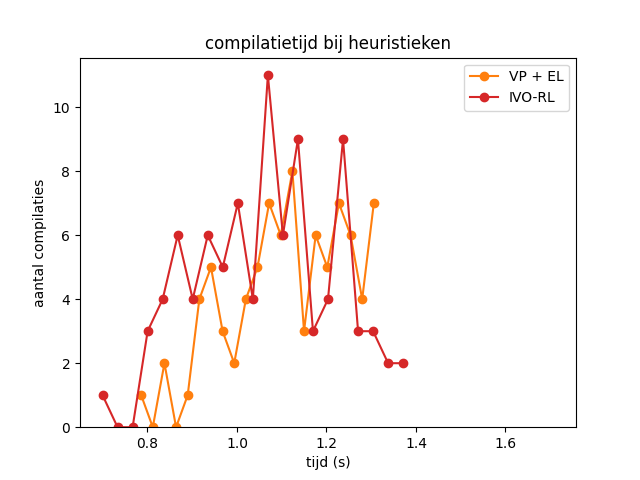 compilatietijd bij heuristieken
VP + EL
IVO-RL
aantal compilaties
10
8
6
4
2
0
0.8 1.0 1.2 1.4 1.6
tijd (s)